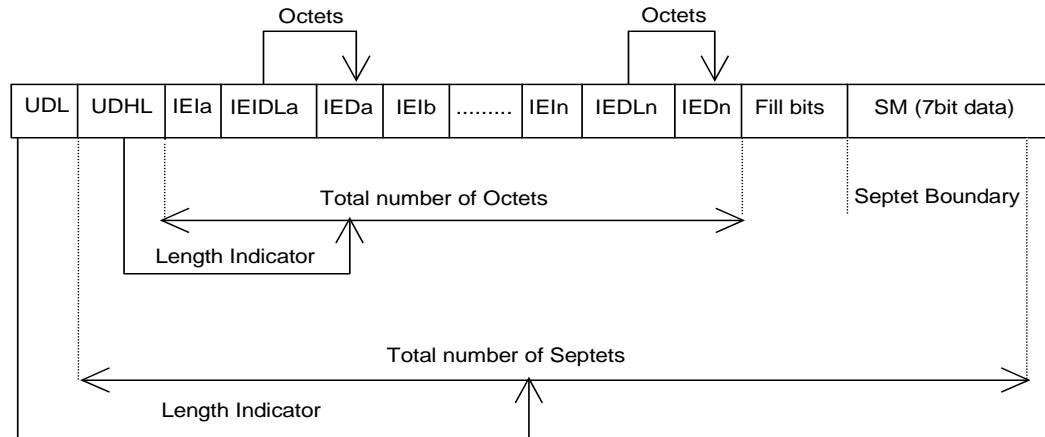 Octets Octets
UDL UDHL IEIa IEIDLa IEDa IEIb ......... IEIn IEDLn IEDn Fill bits SM (7bit data)
Total number of Octets
Septet Boundary
Length Indicator
Total number of Septets
Length Indicator